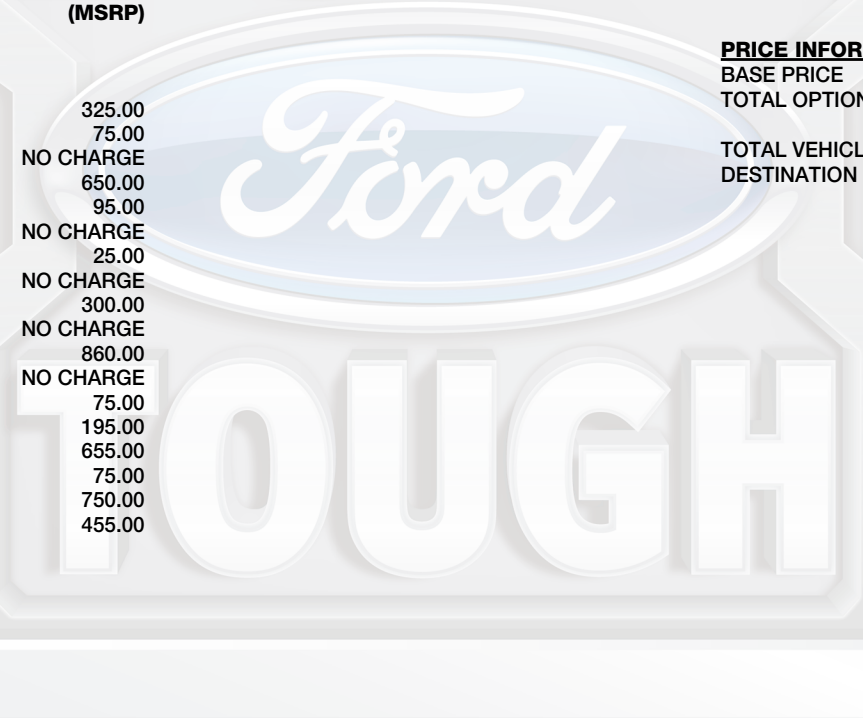 (MSRP)
325.00
75.00
NO CHARGE
650.00
95.00
NO CHARGE
25.00
NO CHARGE
300.00
NO CHARGE
860.00
NO CHARGE
75.00
195.00
655.00
75.00
750.00
455.00
PRICE INFOR
BASE PRICE
TOTAL OPTION
TOTAL VEHICL
DESTINATION
Ford
TOUGH